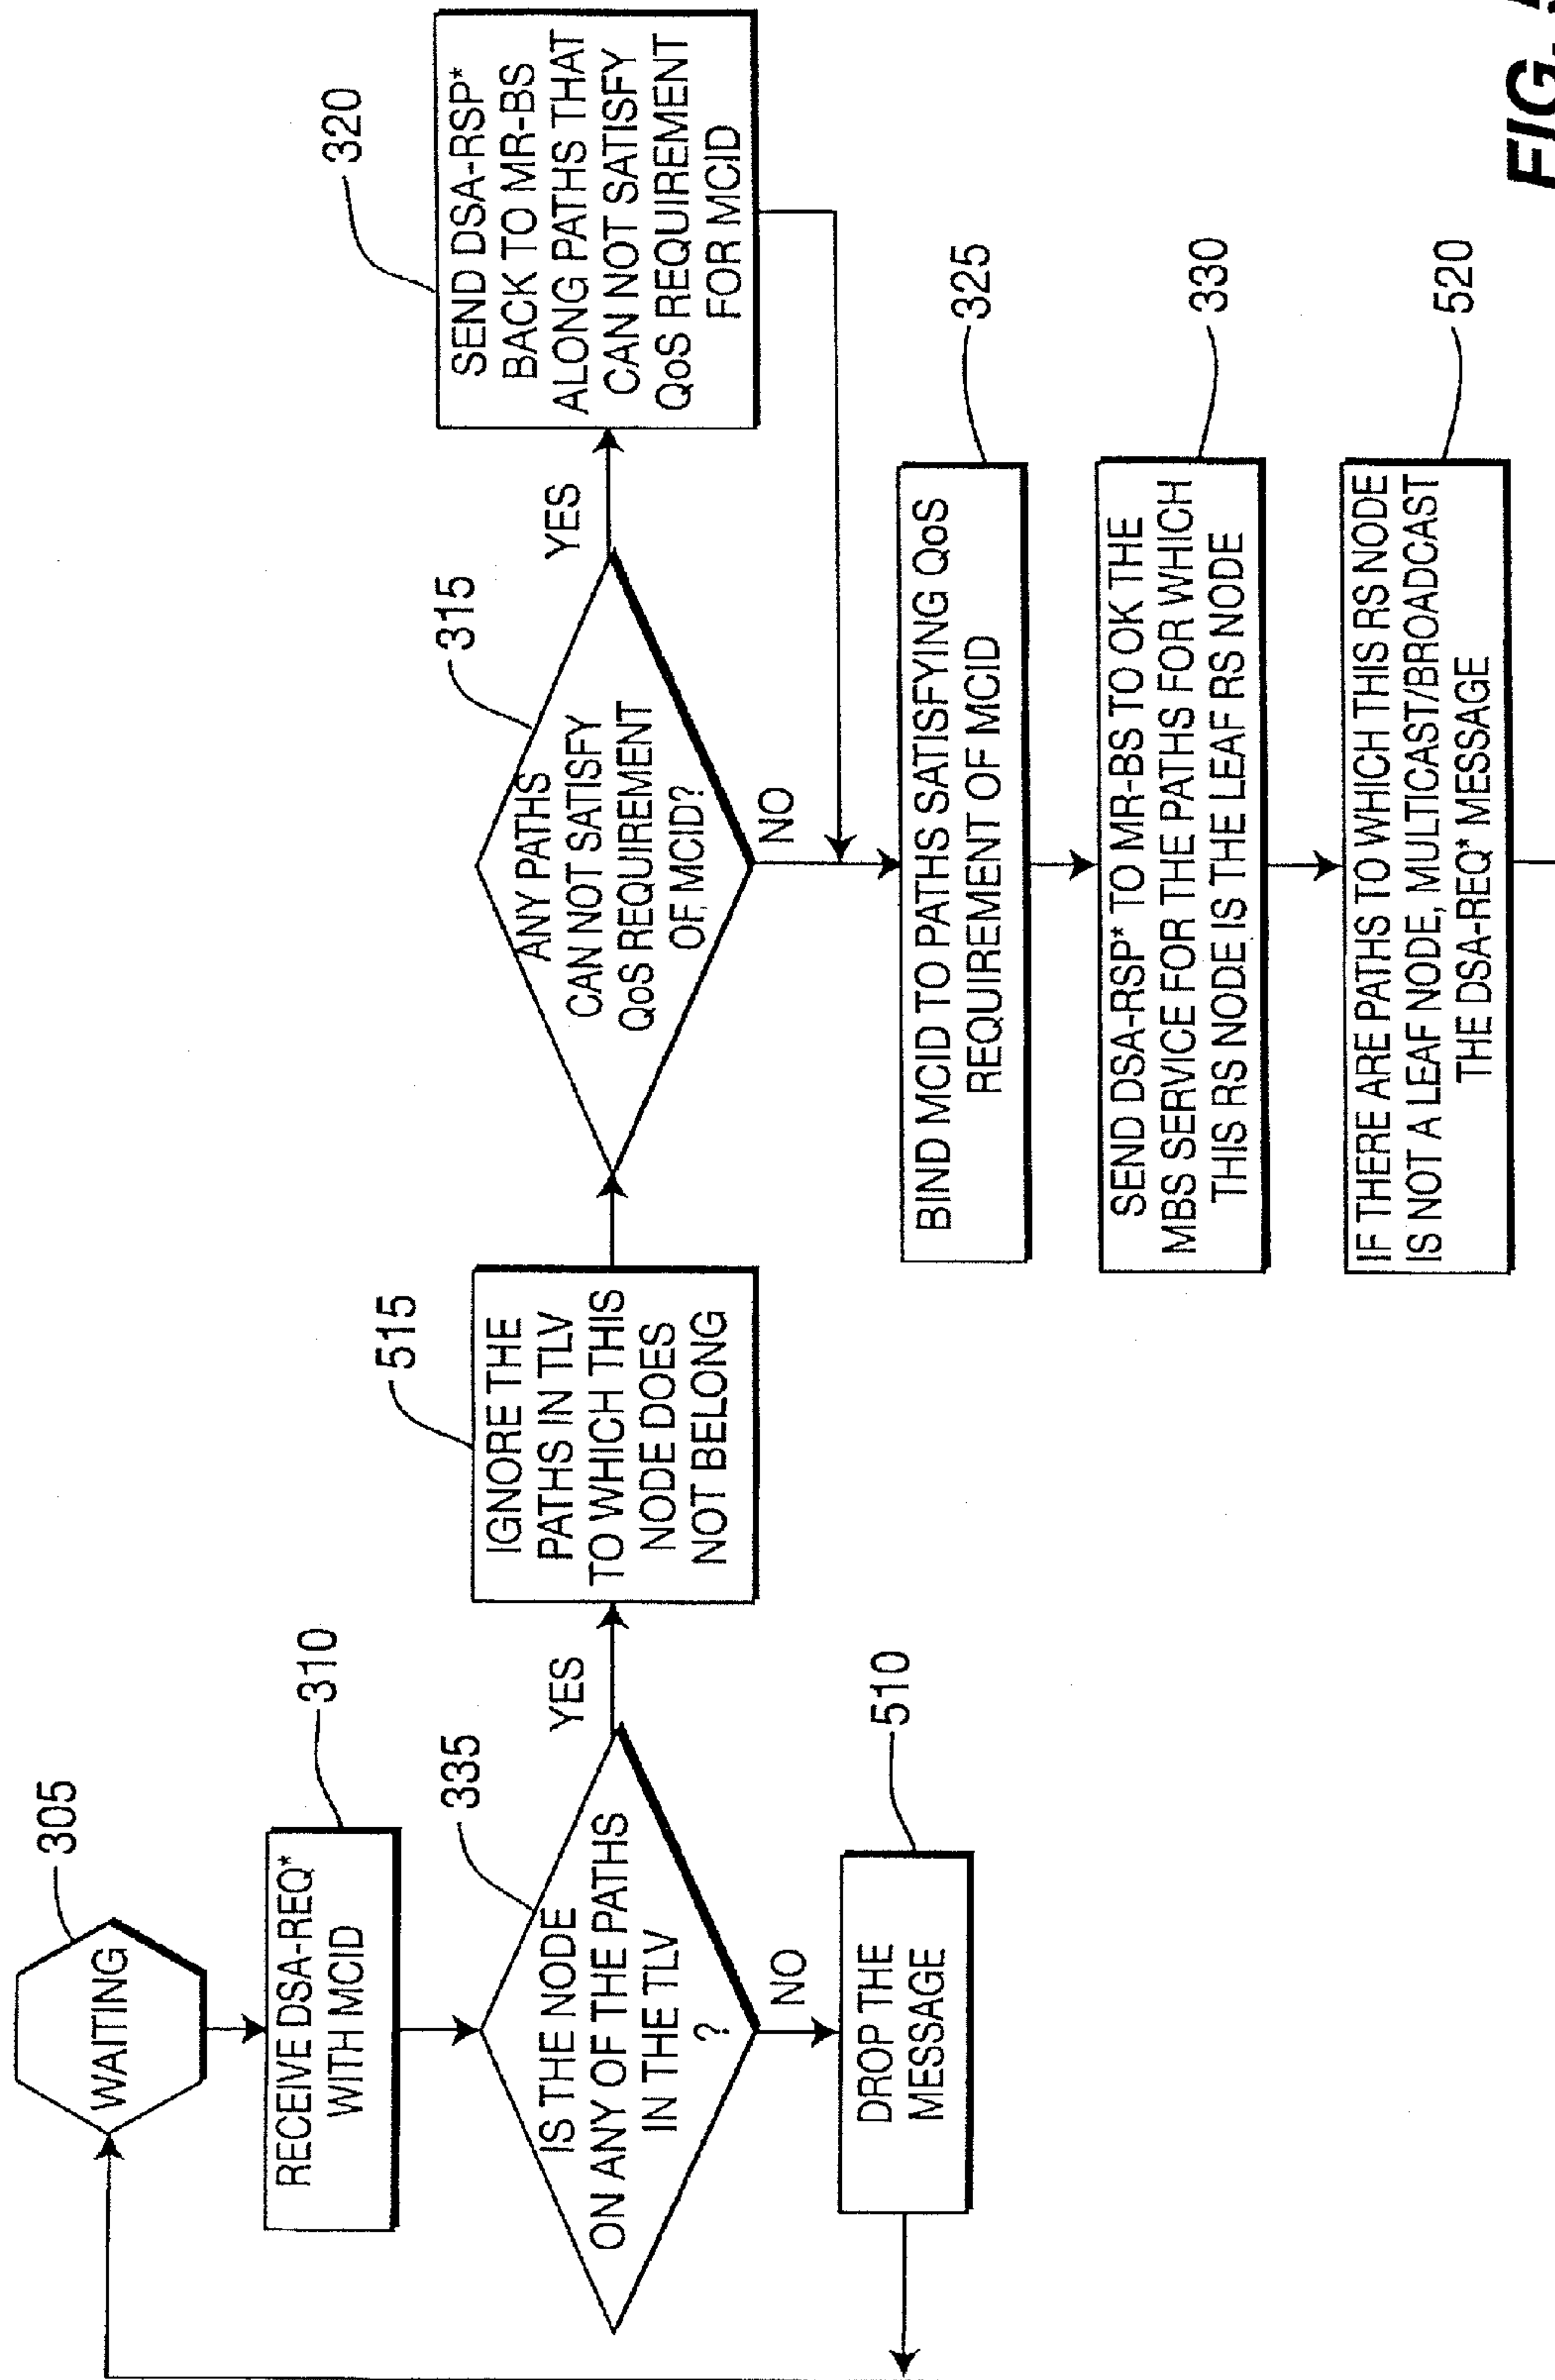 305
WAITING
310
RECEIVE DSA-REQ*
WITH MCID
335
IS THE NODE
ON ANY OF THE PATHS
IN THE TLV
?
YES
NO
510
DROP THE
MESSAGE
515
IGNORE THE
PATHS IN TLV
TO WHICH THIS
NODE DOES
NOT BELONG
315
ANY PATHS
CAN NOT SATISFY
QoS REQUIREMENT
OF MCID?
YES
NO
320
SEND DSA-RSP*
BACK TO MR-BS
ALONG PATHS THAT
CAN NOT SATISFY
QoS REQUIREMENT
FOR MCID
325
BIND MCID TO PATHS SATISFYING QoS
REQUIREMENT OF MCID
330
SEND DSA-RSP* TO MR-BS TO OK THE
MBS SERVICE FOR THE PATHS FOR WHICH
THIS RS NODE IS THE LEAF RS NODE
520
IF THERE ARE PATHS TO WHICH THIS RS NODE
IS NOT A LEAF NODE, MULTICAST/BROADCAST
THE DSA-REQ* MESSAGE
FIG.